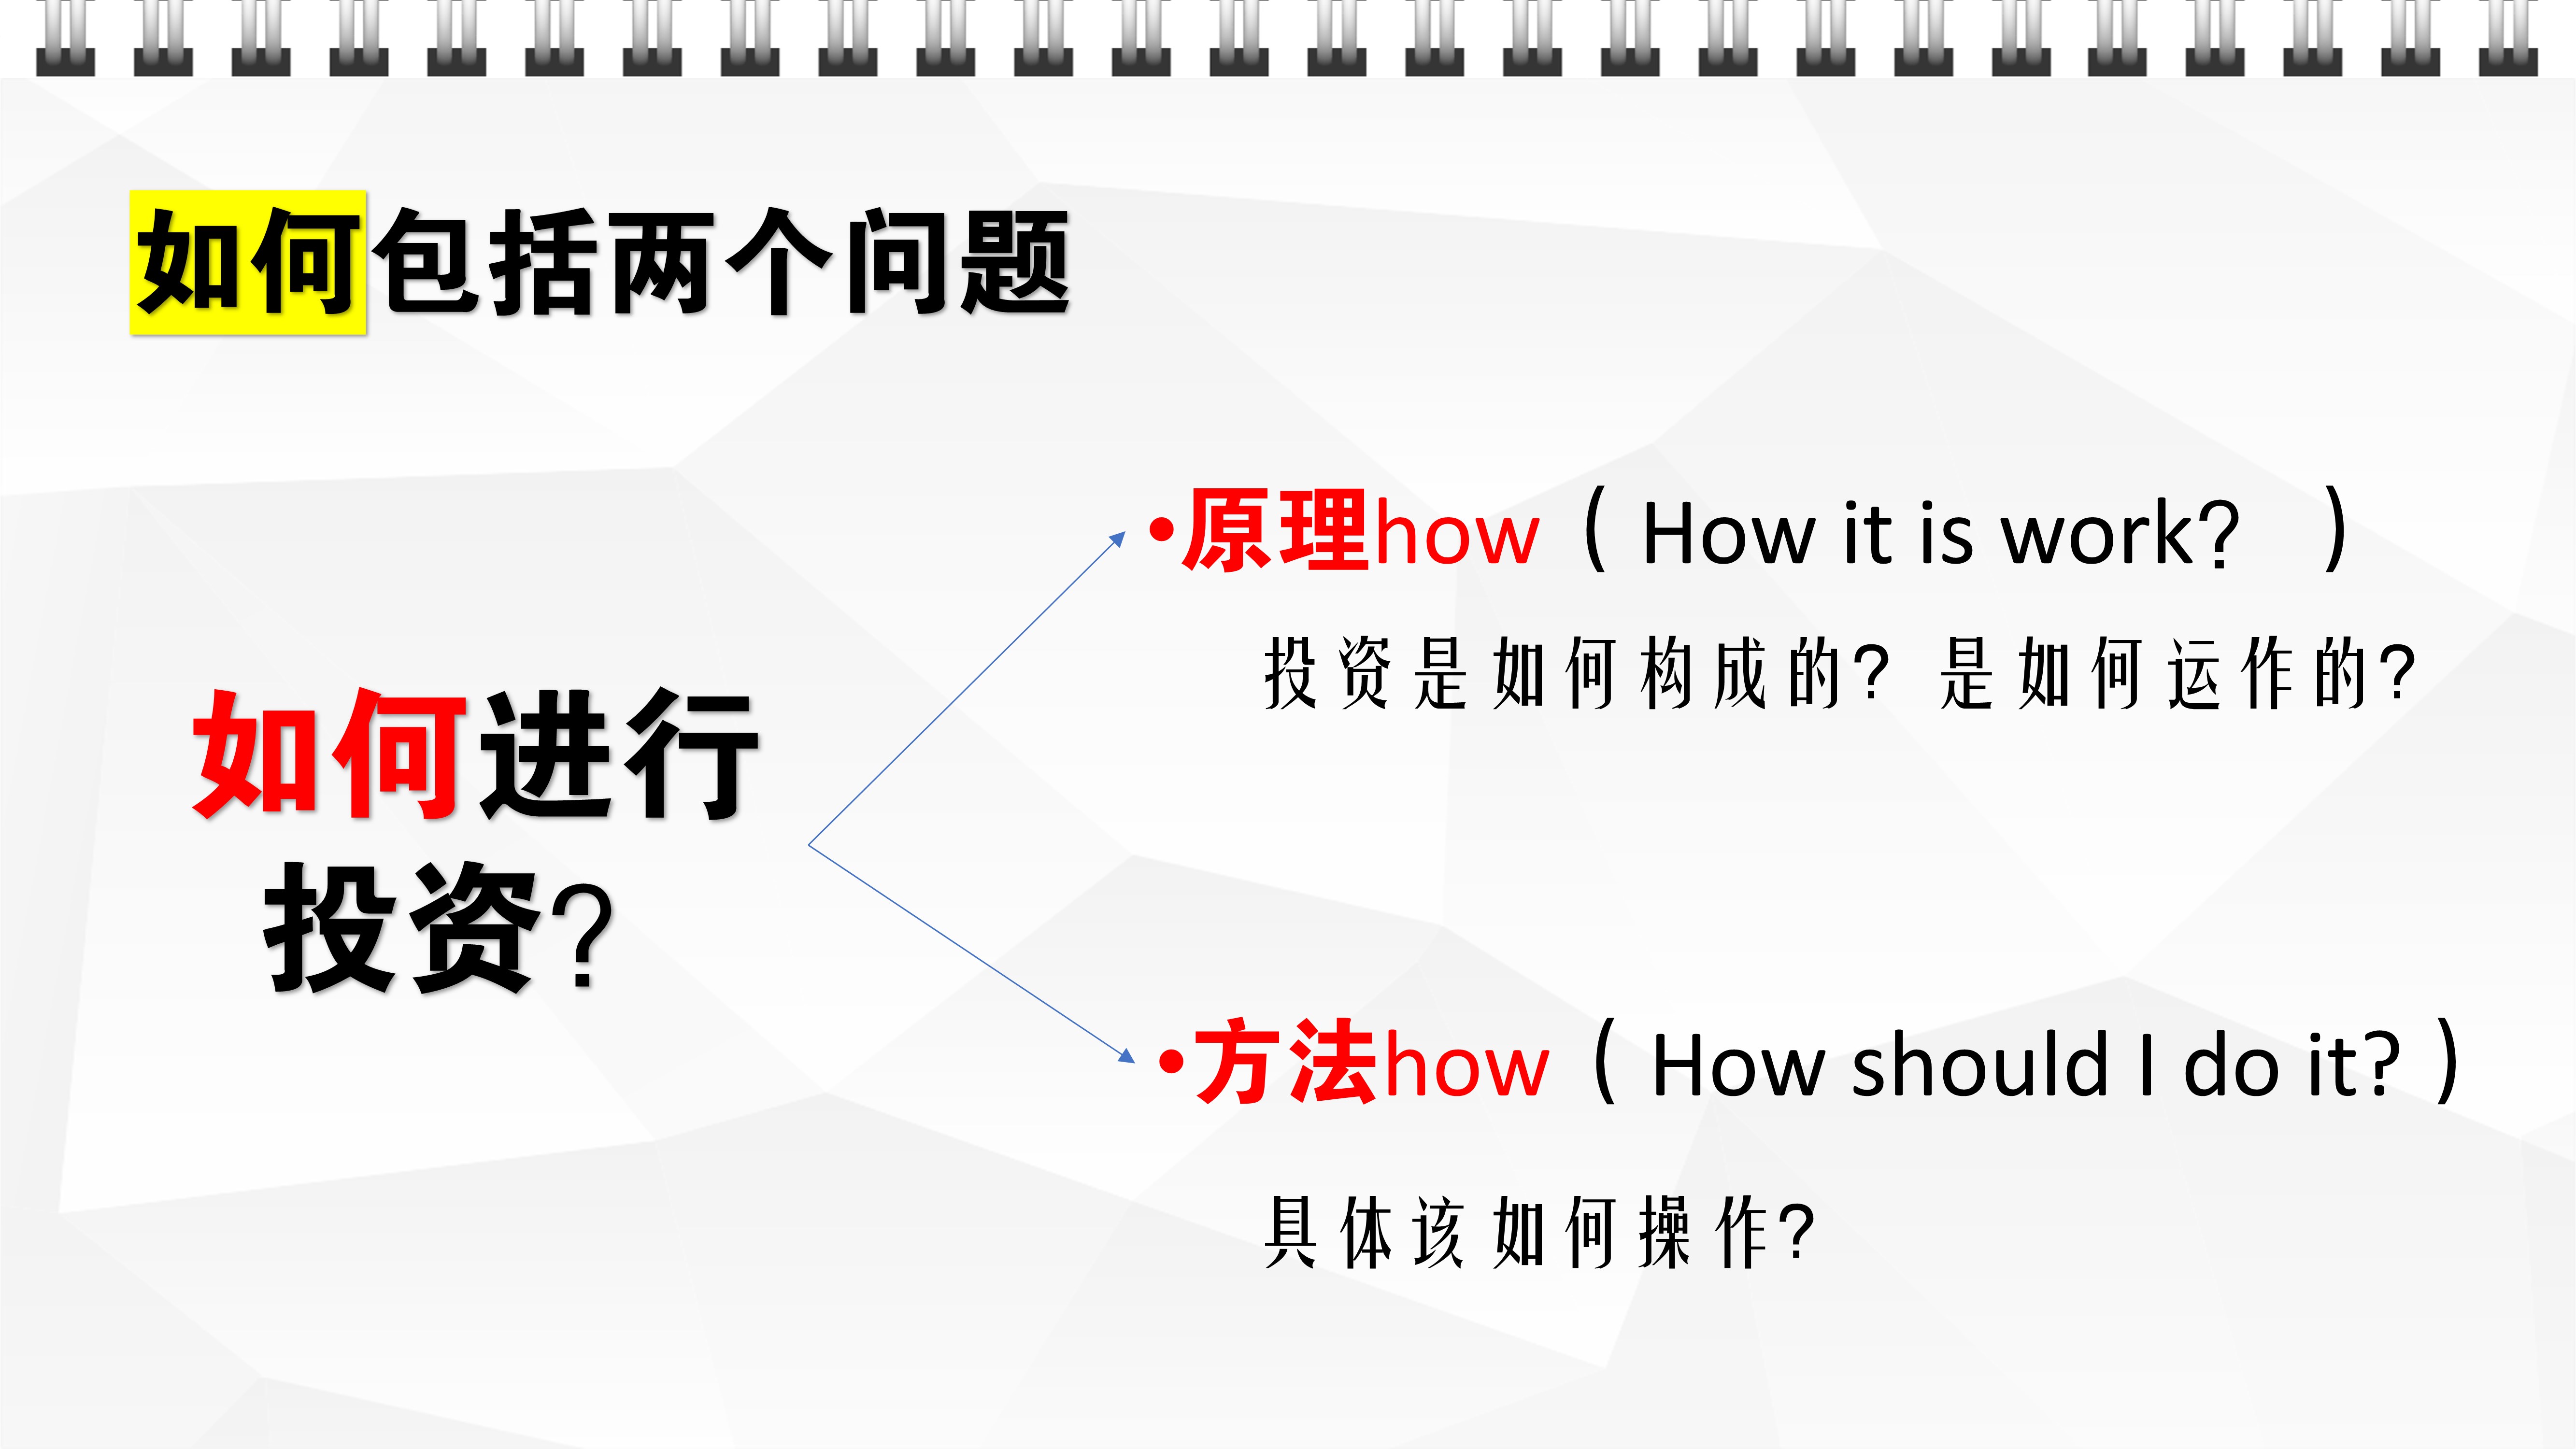 如何包括两个问题
如何进行
投资?
•原理how（How it is work? ）
投资是如何构成的? 是如何运作的?
•方法how（How should I do it?）
具体该如何操作?